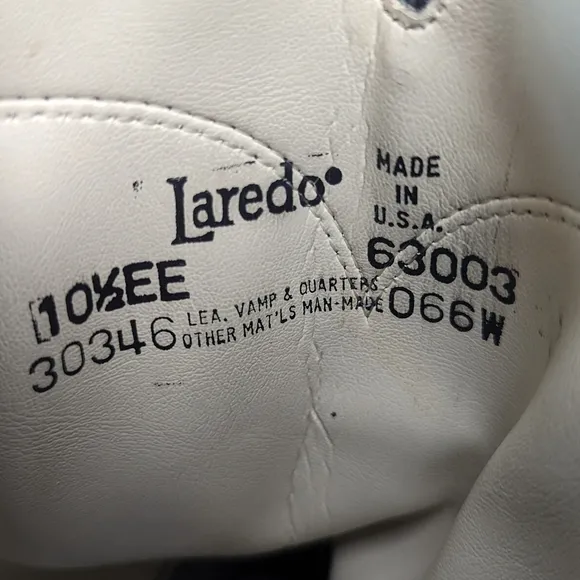 Laredo
MADE
IN
U.S.A.
10½EE
63003
30346
LEA. VAMP & QUARTERS
OTHER MAT'LS MAN-MADE
066W